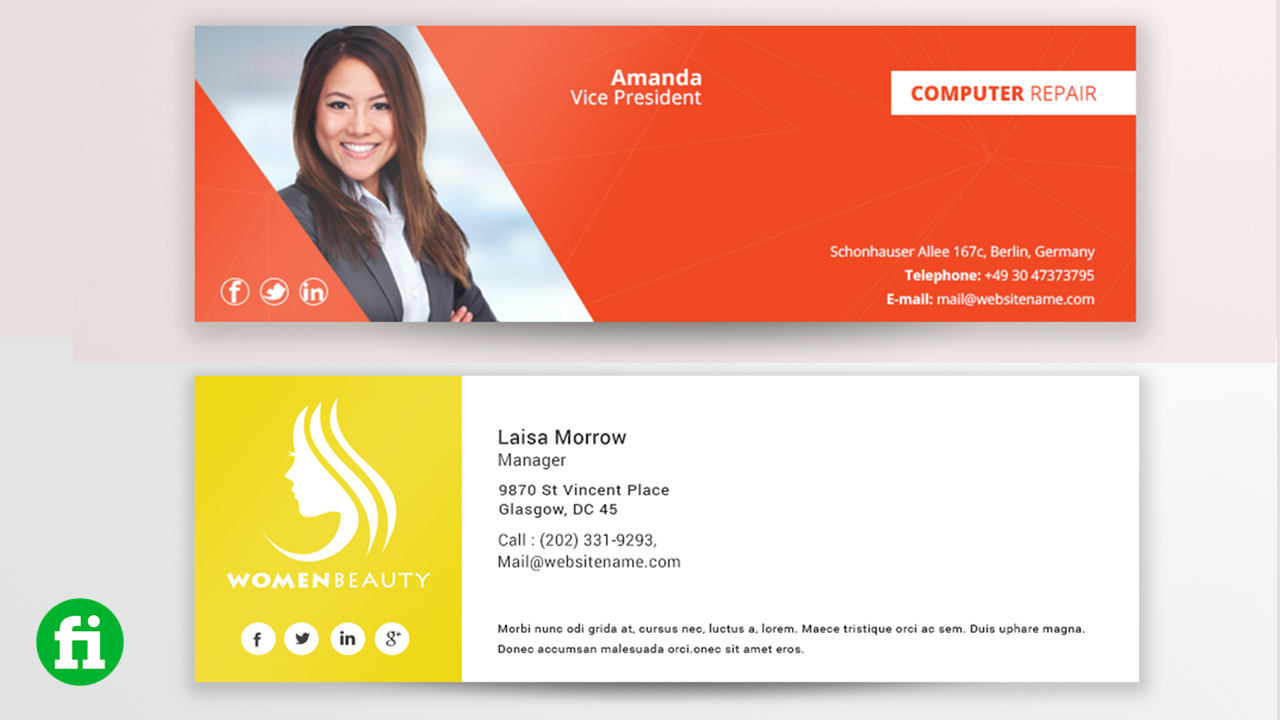 Amanda
Vice President
COMPUTER REPAIR
Schonhauser Allee 167c, Berlin, Germany
Telephone: +49 30 47373795
E-mail: mail@websitename.com
f in
WOMENBEAUTY
f in g+
Laisa Morrow
Manager
9870 St Vincent Place
Glasgow, DC 45
Call : (202) 331-9293,
Mail@websitename.com
Morbi nunc odi grida at, cursus nec, luctus a, lorem. Maece tristique orci ac sem. Duis uphare magna.
Donec accumsan malesuada orci.onec sit amet eros.
fi